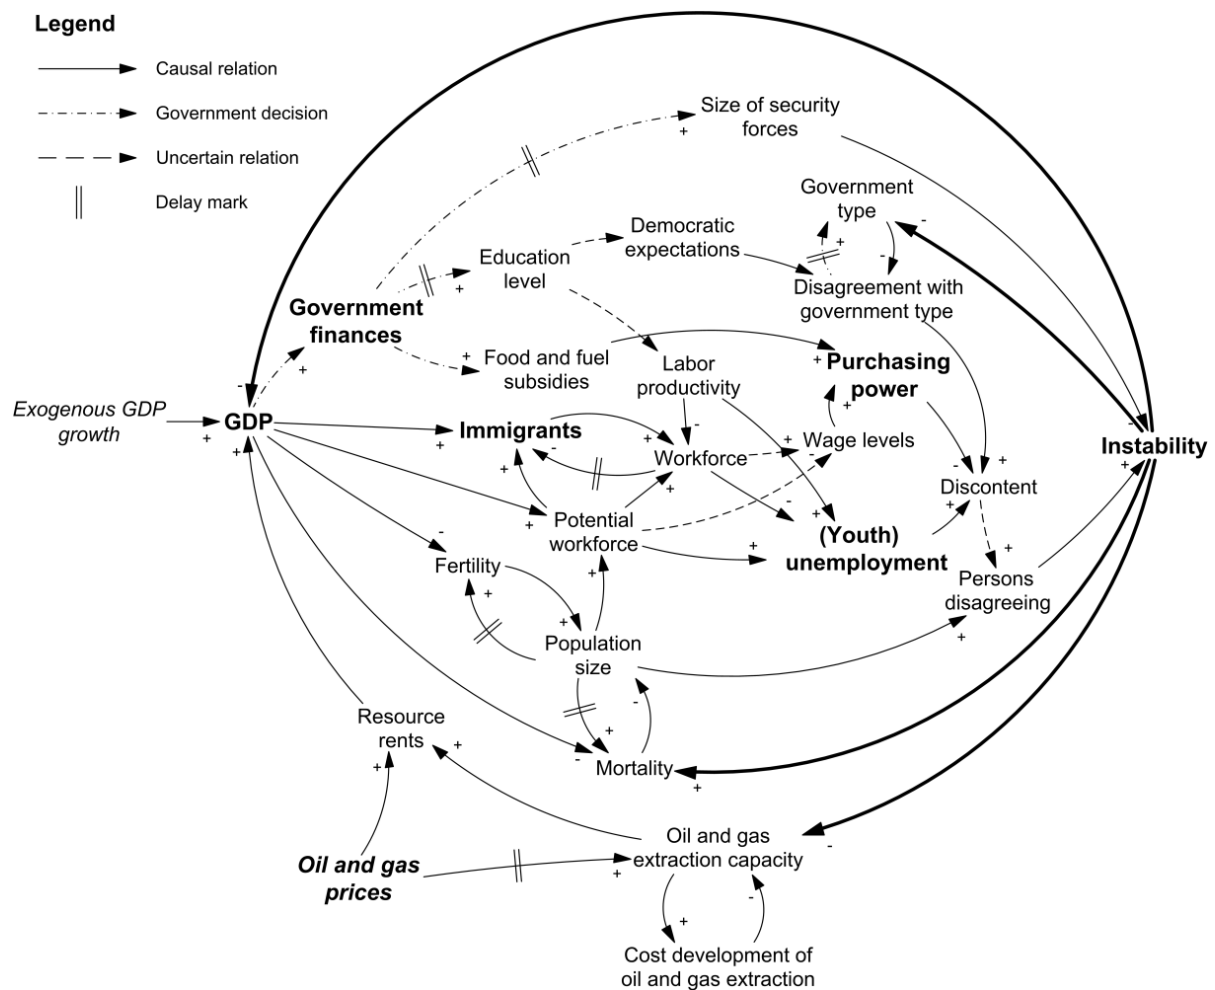 Legend
Causal relation
Government decision
Uncertain relation
Delay mark
Size of security
forces
+
Government
type
-
+
-
Democratic
expectations
Education
level
+
Disagreement with
government type
Government
finances
+
+
Food and fuel
subsidies
Labor
productivity
+
Purchasing
power
+
-
Exogenous GDP
growth
+
GDP
+
Immigrants
+
-
+
-
Workforce
+
-
Wage levels
-
Instability
+
-
+
Discontent
+
+
+
-
+
Potential
workforce
+
+
(Youth)
unemployment
-
Fertility
+
+
+
Persons
disagreeing
+
+
Population
size
-
+
Resource
rents
+
+
-
Mortality
+
Oil and gas
extraction capacity
-
Oil and gas
prices
+
-
+
Cost development of
oil and gas extraction